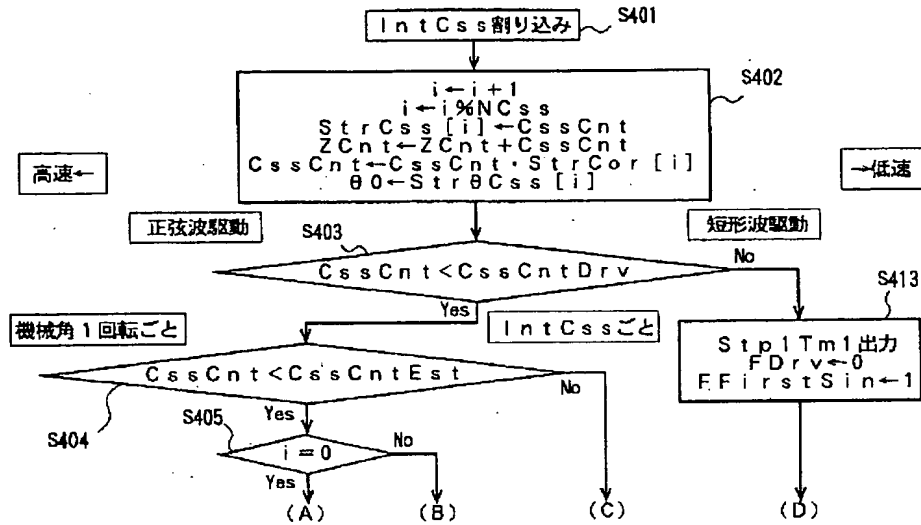 IntCss割り込み
S401
S402
i←i+1
i←i%NCss
StrCss[i]←CssCnt
ZCnt←ZCnt+CssCnt
CssCnt←CssCnt・StrCor[i]
θ0←StrθCss[i]
高速←
→低速
正弦波駆動
短形波駆動
S403
CssCnt<CssCntDrv
No
Yes
S413
機械角1回転ごと
IntCssごと
Stp1Tm1出力
FDrv←0
FFirstSin←1
CssCnt<CssCntEst
No
Yes
S404
S405
i=0
No
Yes
(A)
(B)
(C)
(D)